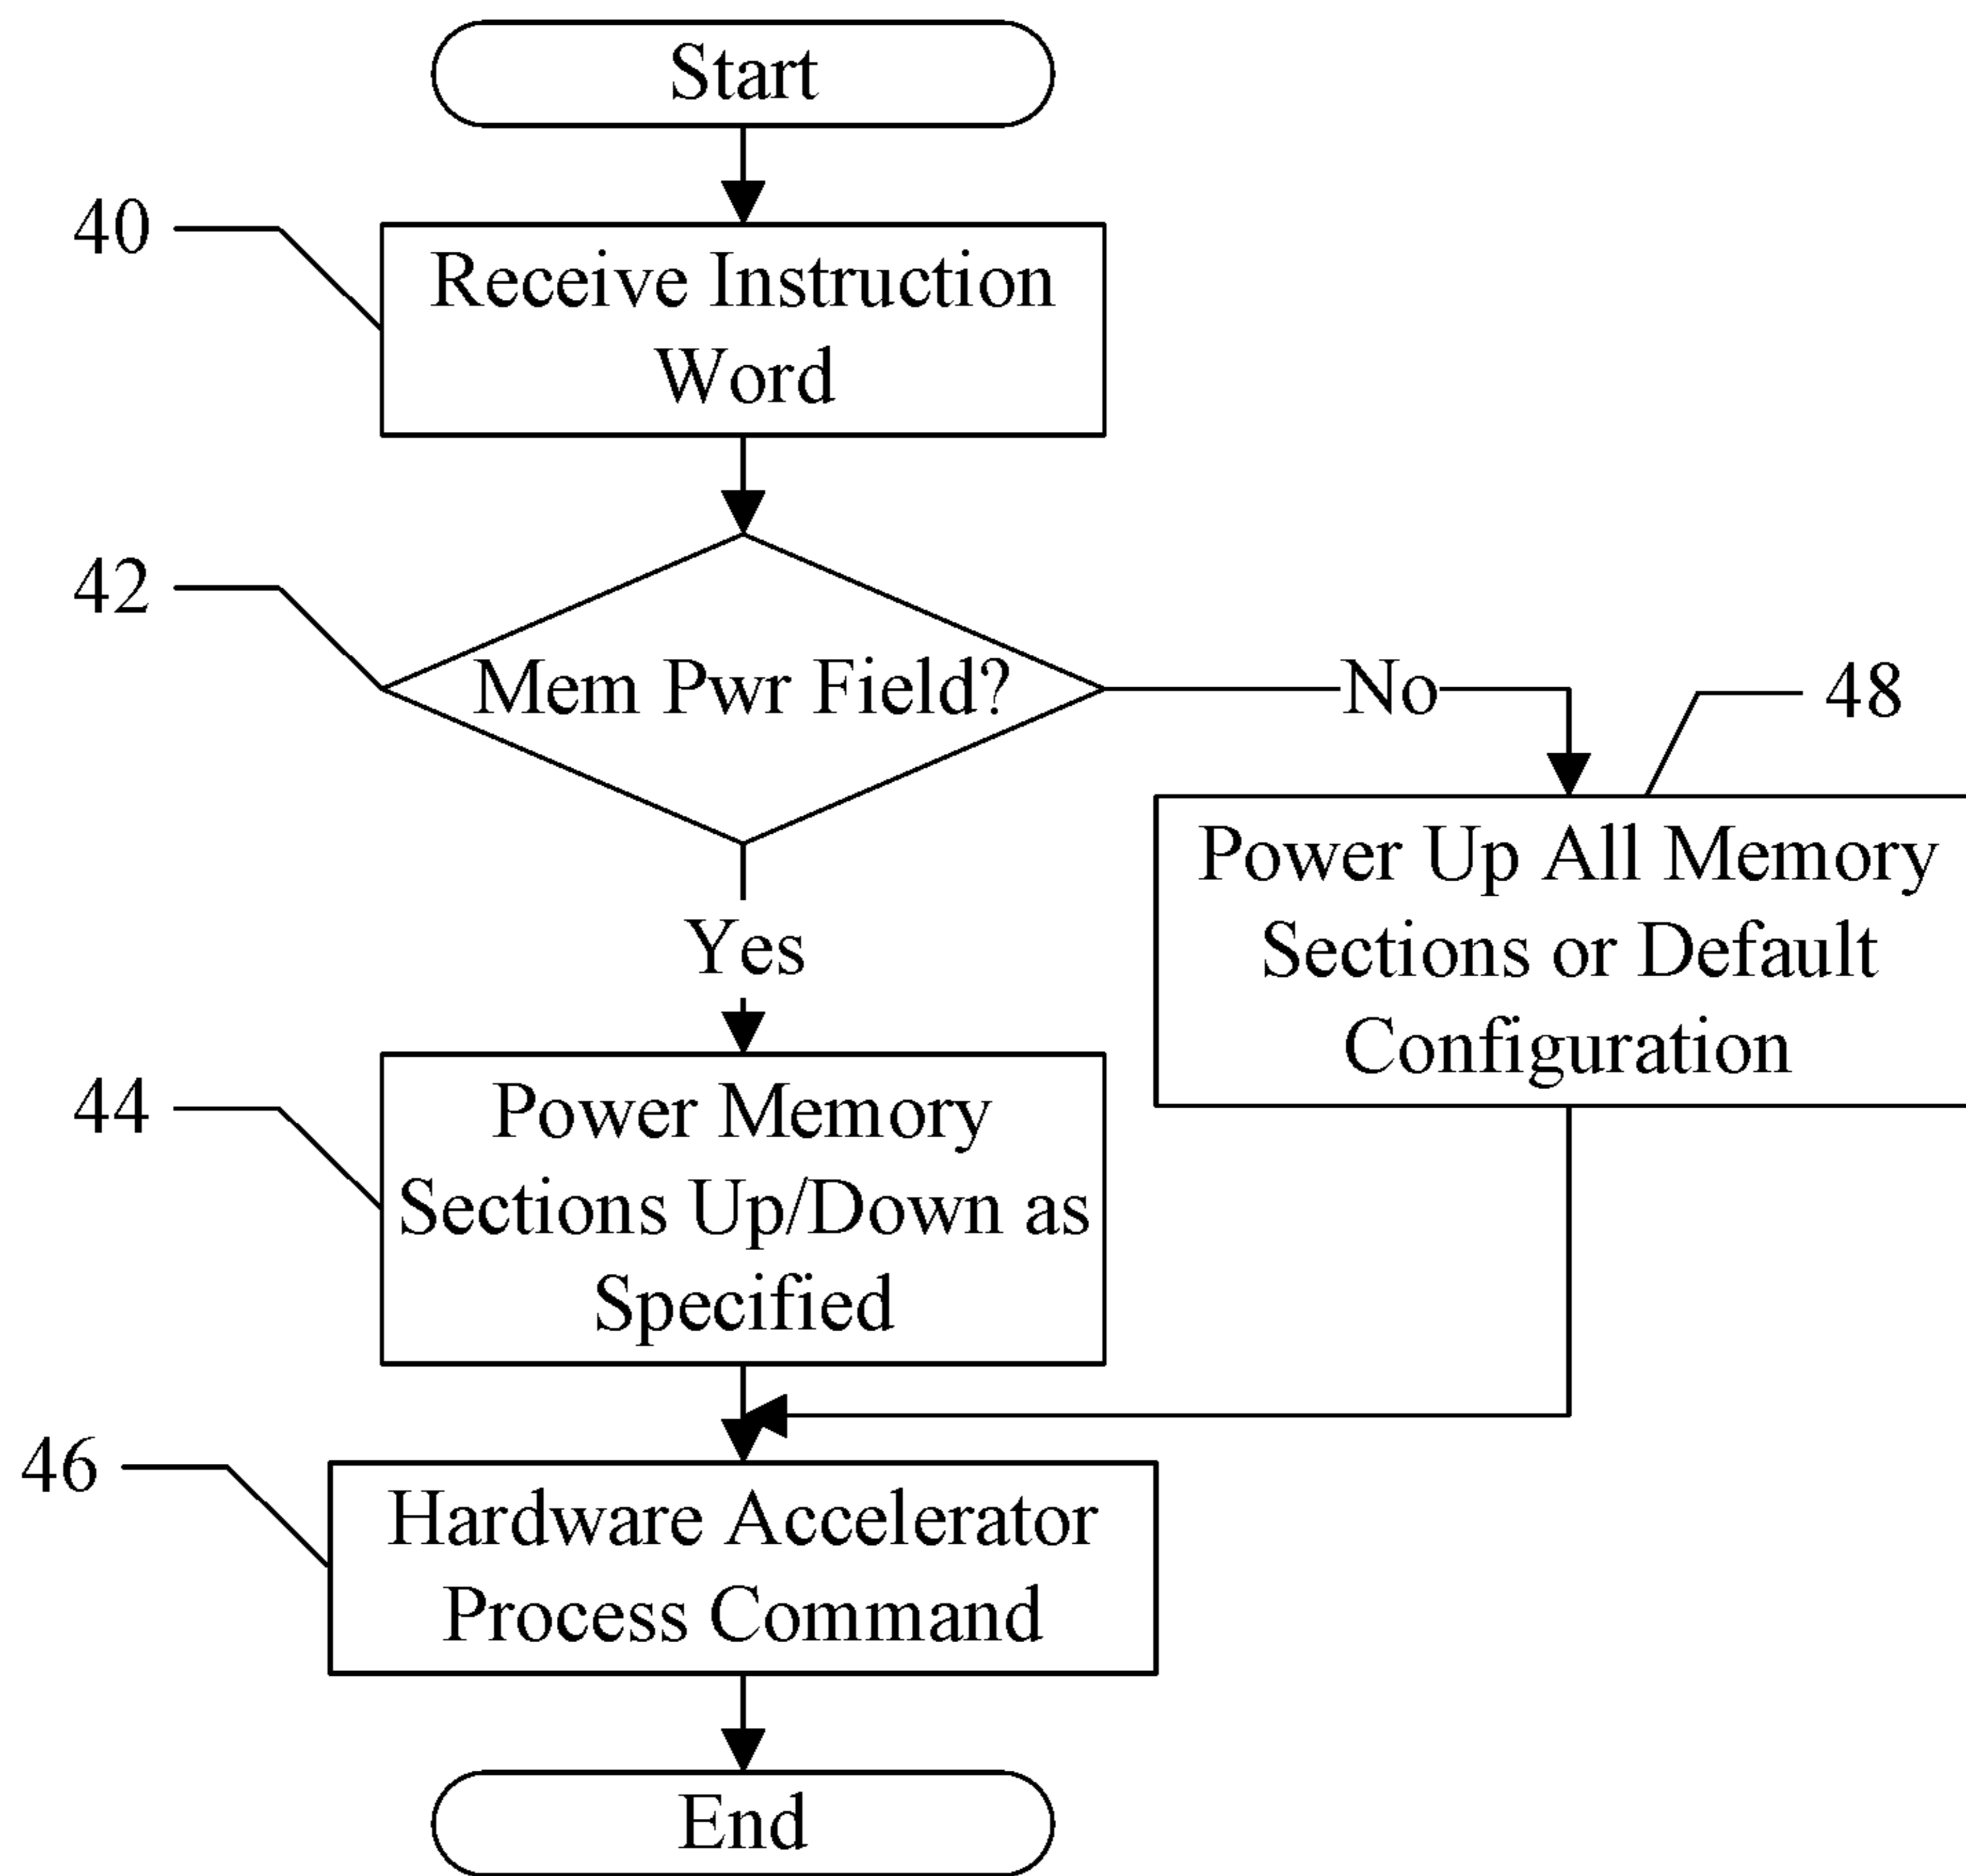 Start
40
Receive Instruction
Word
42
Mem Pwr Field?
No
48
Power Up All Memory
Sections or Default
Configuration
Yes
44
Power Memory
Sections Up/Down as
Specified
46
Hardware Accelerator
Process Command
End